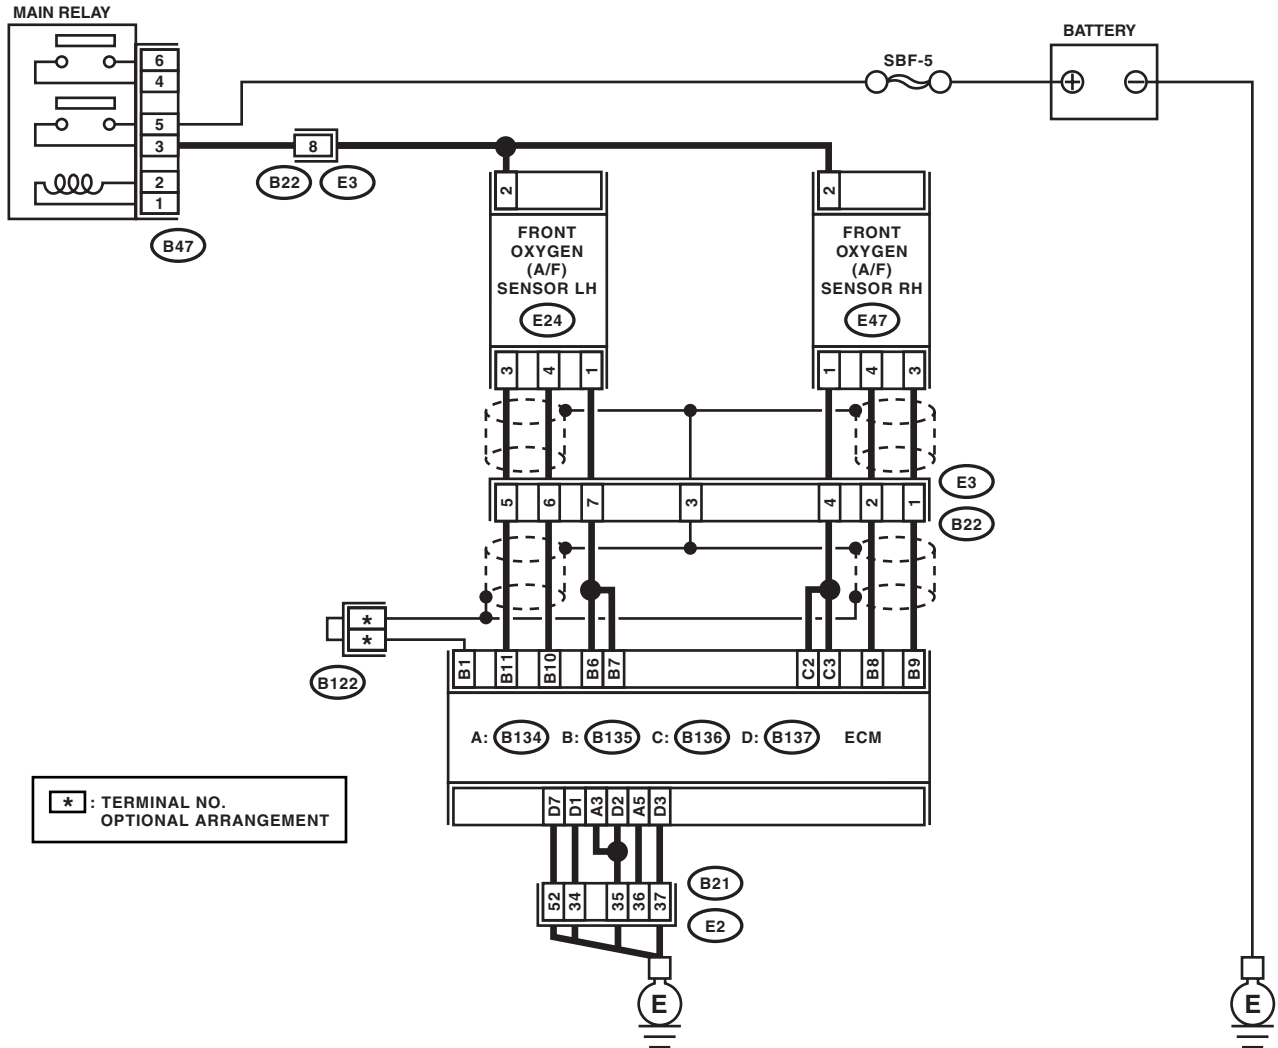 MAIN RELAY
BATTERY
SBF-5
6
4
5
3
2
1
B47
8
B22 E3
2
2
FRONT
OXYGEN
(A/F)
SENSOR LH
E24
FRONT
OXYGEN
(A/F)
SENSOR RH
E47
3 4 1
1 4 3
5 6 7 3 4 2 1
E3
B22
*
*
B122
B1 B11 B10 B6 B7 C2 C3 B8 B9
A: B134 B: B135 C: B136 D: B137 ECM
* : TERMINAL NO.
OPTIONAL ARRANGEMENT
D7 D1 A3 D2 A5 D3
52 34 35 36 37
B21
E2
E
E